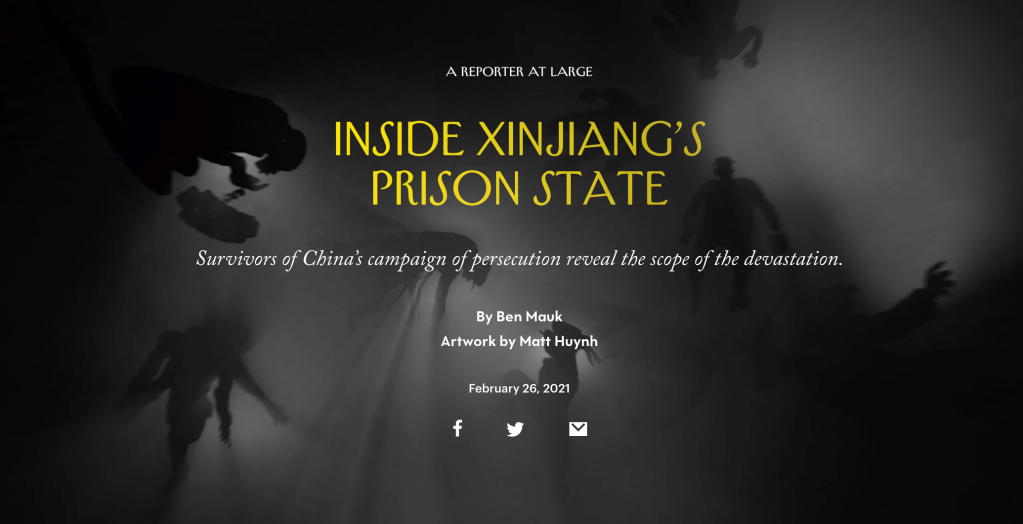 A REPORTER AT LARGE
INSIDE XINJIANG’S
PRISON STATE
Survivors of China’s campaign of persecution reveal the scope of the devastation.
By Ben Mauk
Artwork by Matt Huynh
February 26, 2021